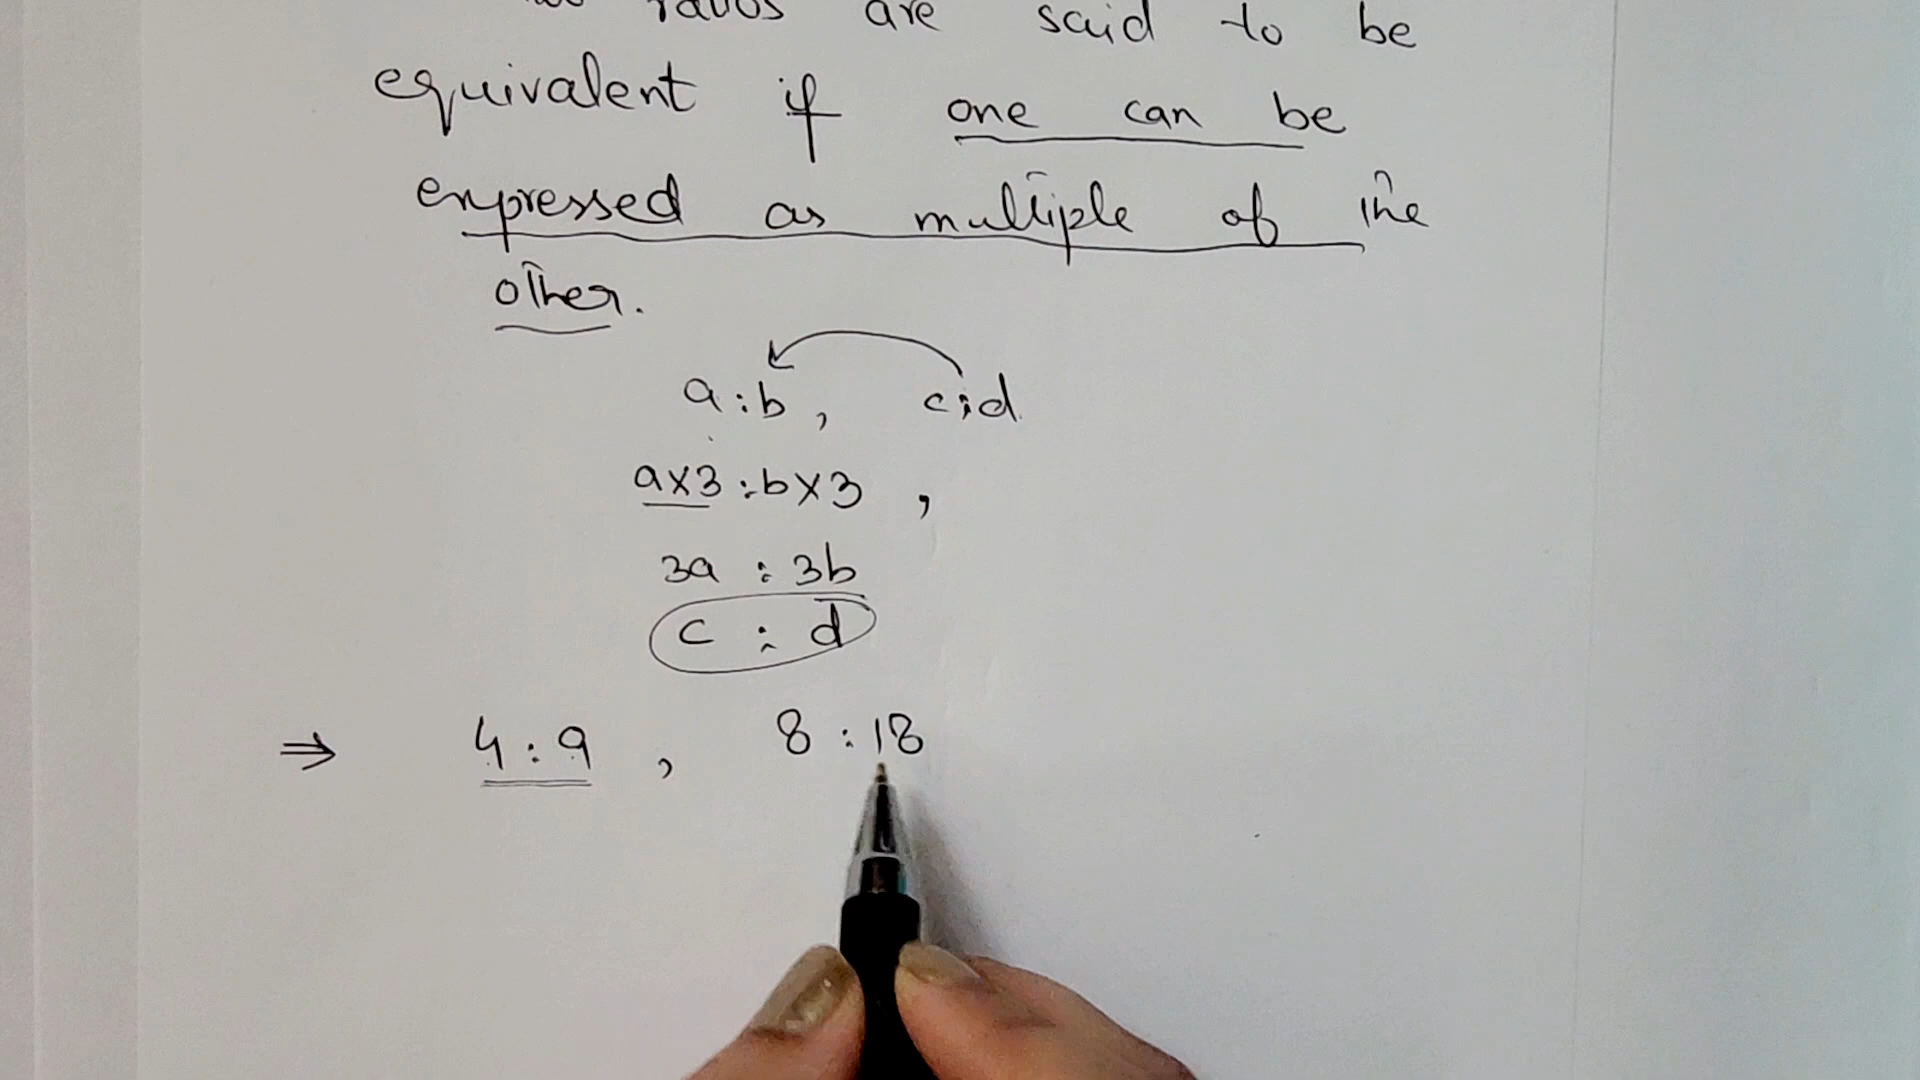 ratios are said to be
equivalent if one can be
expressed as multiple of the
other.
a:b, c:d
ax3:bx3,
3a : 3b
c : d
⇒ 4:9, 8:18